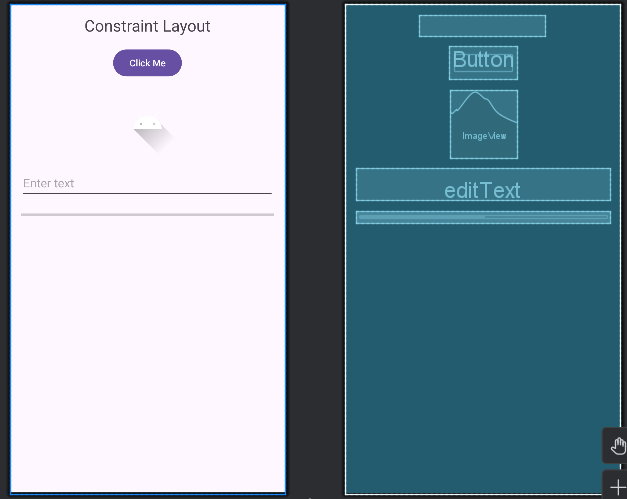 Constraint Layout
Click Me
Enter text
Button
ImageView
editText